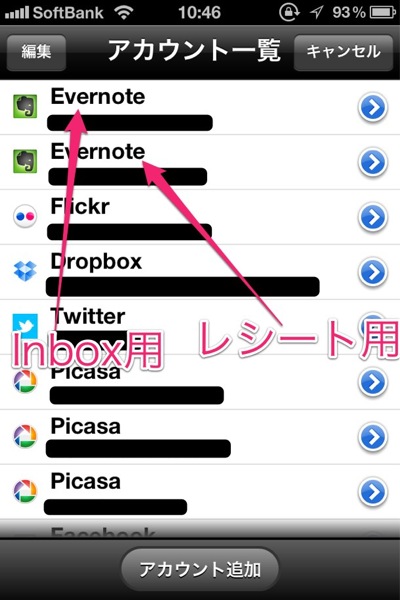 SoftBank 10:46 93%
編集 アカウント一覧 キャンセル
Evernote
Evernote
Flickr
Dropbox
Twitter
Inbox用 レシート用
Picasa
Picasa
Picasa
Facebook
アカウント追加